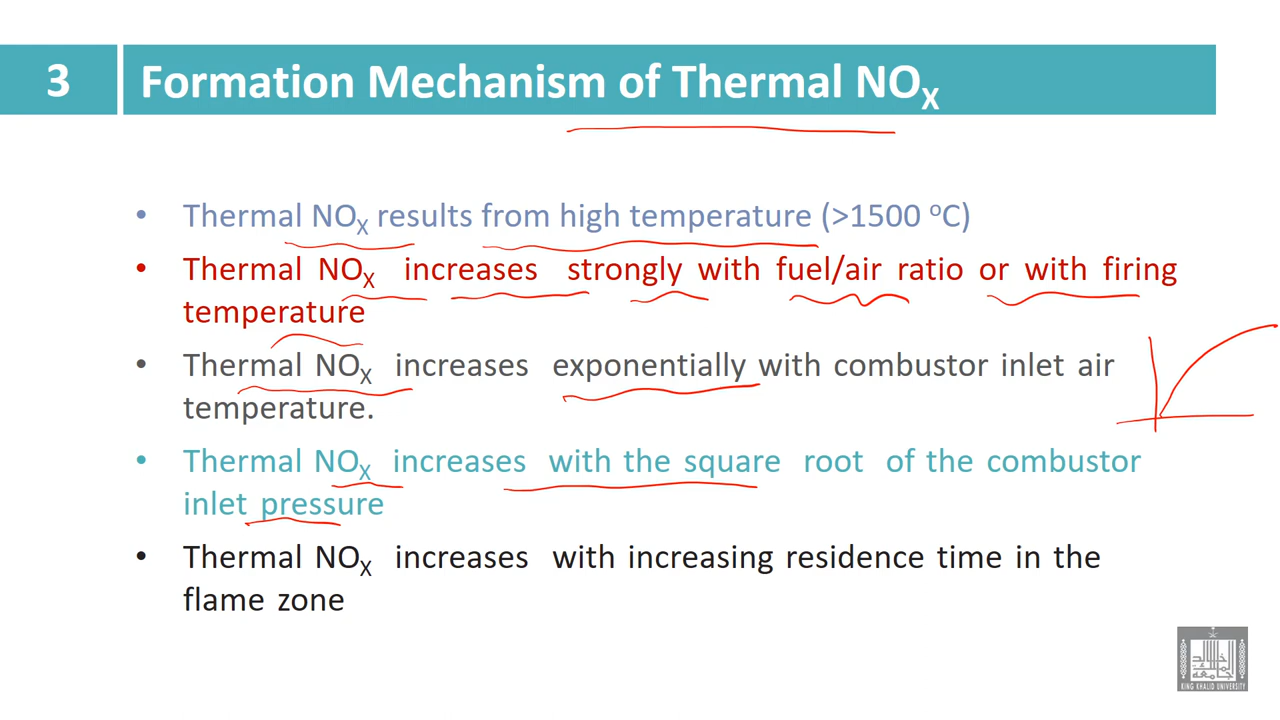 3
Formation Mechanism of Thermal NOX
• Thermal NOX results from high temperature (>1500 oC)
• Thermal NOX increases strongly with fuel/air ratio or with firing
temperature
• Thermal NOX increases exponentially with combustor inlet air
temperature.
• Thermal NOX increases with the square root of the combustor
inlet pressure
• Thermal NOX increases with increasing residence time in the
flame zone
KING KHALID UNIVERSITY